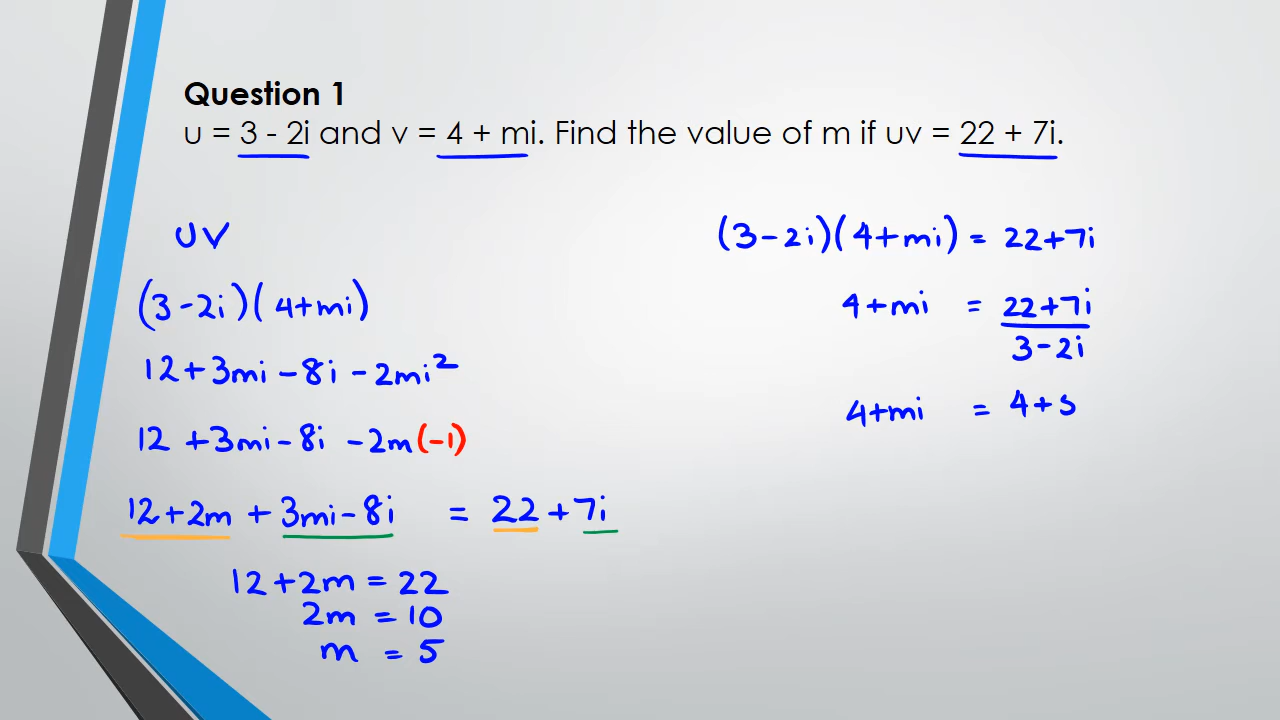 Question 1
u = 3 - 2i and v = 4 + mi. Find the value of m if uv = 22 + 7i.
UV
(3-2i)(4+mi)
12+3mi-8i-2mi²
12+3mi-8i-2m(-1)
12+2m+3mi-8i = 22+7i
12+2m=22
2m=10
m=5
(3-2i)(4+mi)=22+7i
4+mi = 22+7i
3-2i
4+mi = 4+5